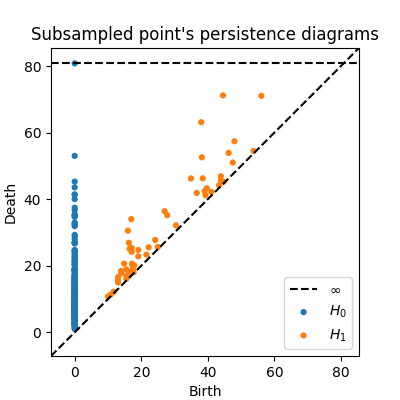 Subsampled point's persistence diagrams
Death
80
60
40
20
0
∞
H₀
H₁
0 20 40 60 80
Birth